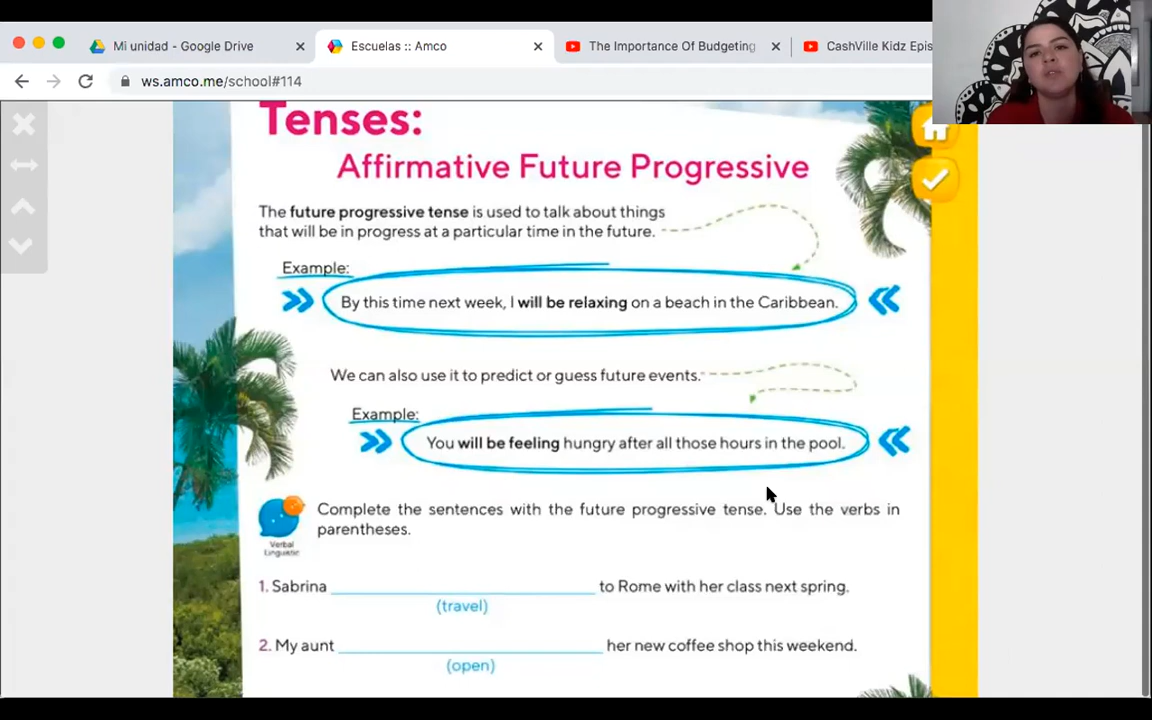 Mi unidad - Google Drive
Escuelas :: Amco
The Importance Of Budgeting
CashVille Kidz Epis
ws.amco.me/school#114
Tenses:
Affirmative Future Progressive
The future progressive tense is used to talk about things
that will be in progress at a particular time in the future.
Example:
By this time next week, I will be relaxing on a beach in the Caribbean.
We can also use it to predict or guess future events.
Example:
You will be feeling hungry after all those hours in the pool.
Complete the sentences with the future progressive tense. Use the verbs in
parentheses.
Verbal
Linguistic
1. Sabrina ______ to Rome with her class next spring.
(travel)
2. My aunt ______ her new coffee shop this weekend.
(open)